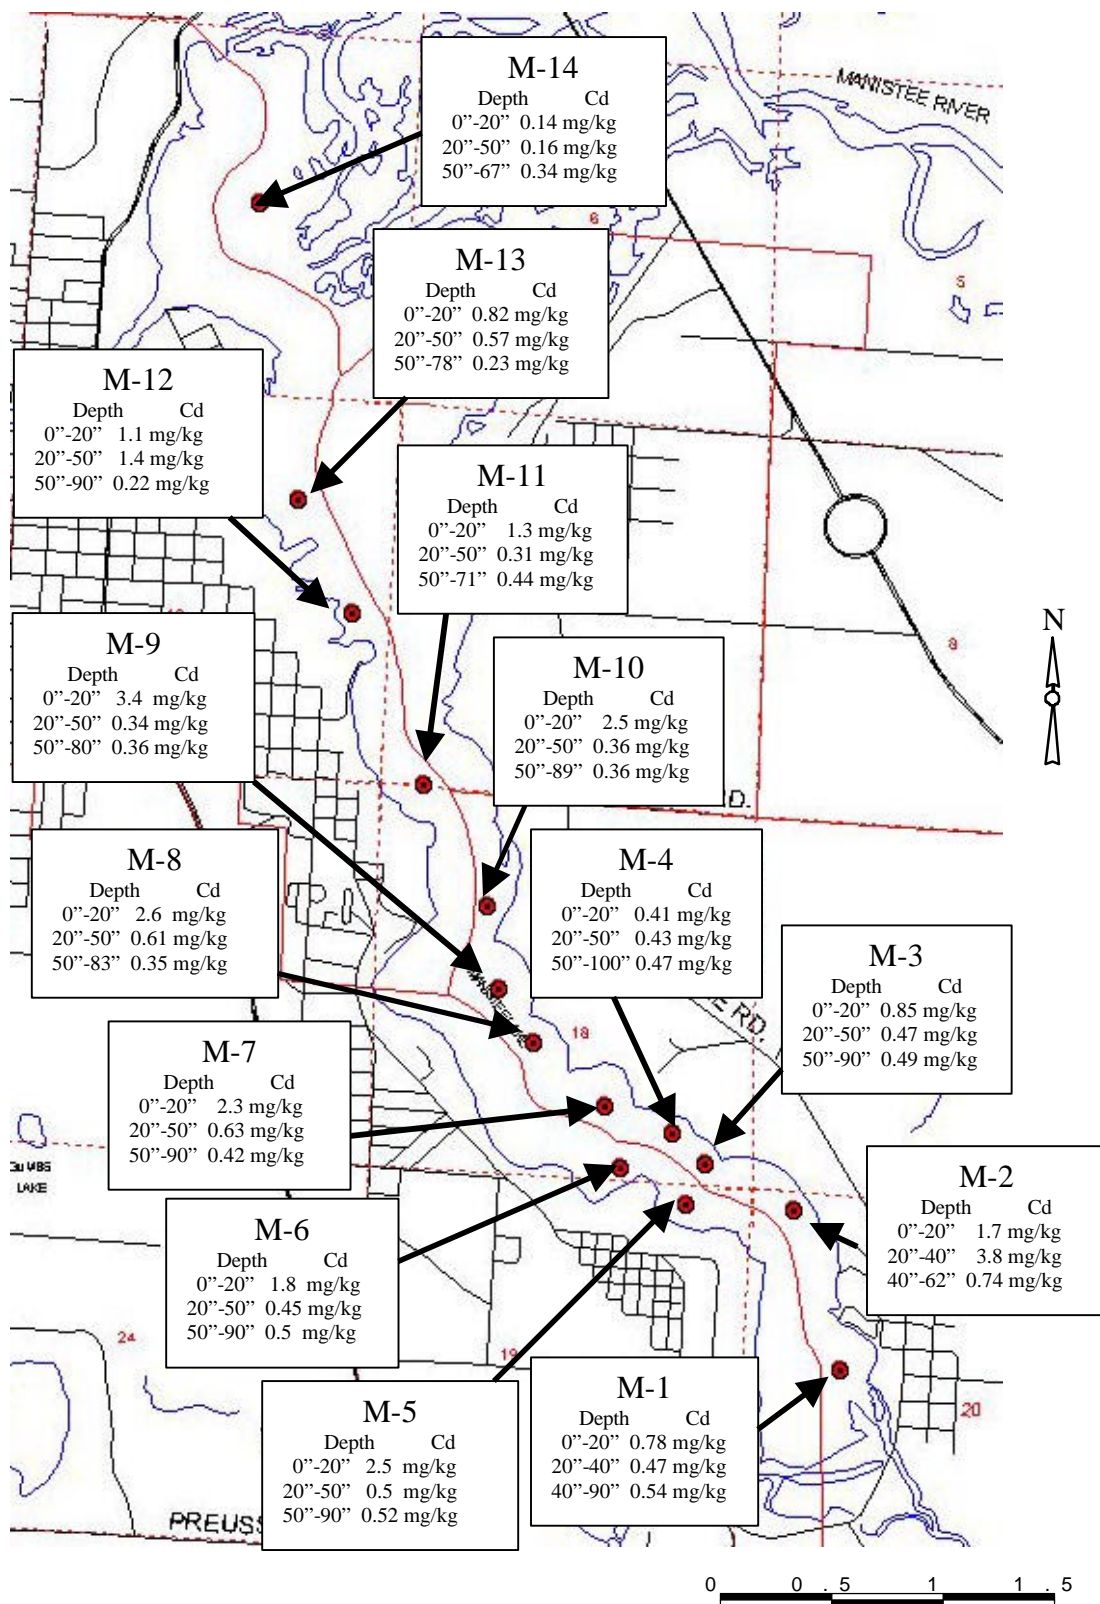 M-14
Depth Cd
0”-20” 0.14 mg/kg
20”-50” 0.16 mg/kg
50”-67” 0.34 mg/kg
MANISTEE RIVER
6
5
M-13
Depth Cd
0”-20” 0.82 mg/kg
20”-50” 0.57 mg/kg
50”-78” 0.23 mg/kg
M-12
Depth Cd
0”-20” 1.1 mg/kg
20”-50” 1.4 mg/kg
50”-90” 0.22 mg/kg
M-11
Depth Cd
0”-20” 1.3 mg/kg
20”-50” 0.31 mg/kg
50”-71” 0.44 mg/kg
N
8
M-9
Depth Cd
0”-20” 3.4 mg/kg
20”-50” 0.34 mg/kg
50”-80” 0.36 mg/kg
M-10
Depth Cd
0”-20” 2.5 mg/kg
20”-50” 0.36 mg/kg
50”-89” 0.36 mg/kg
D.
M-8
Depth Cd
0”-20” 2.6 mg/kg
20”-50” 0.61 mg/kg
50”-83” 0.35 mg/kg
M-4
Depth Cd
0”-20” 0.41 mg/kg
20”-50” 0.43 mg/kg
50”-100” 0.47 mg/kg
M-3
Depth Cd
0”-20” 0.85 mg/kg
20”-50” 0.47 mg/kg
50”-90” 0.49 mg/kg
E RD.
18
M-7
Depth Cd
0”-20” 2.3 mg/kg
20”-50” 0.63 mg/kg
50”-90” 0.42 mg/kg
LAKE
M-2
Depth Cd
0”-20” 1.7 mg/kg
20”-40” 3.8 mg/kg
40”-62” 0.74 mg/kg
M-6
Depth Cd
0”-20” 1.8 mg/kg
20”-50” 0.45 mg/kg
50”-90” 0.5 mg/kg
24
19
M-1
Depth Cd
0”-20” 0.78 mg/kg
20”-40” 0.47 mg/kg
40”-90” 0.54 mg/kg
20
M-5
Depth Cd
0”-20” 2.5 mg/kg
20”-50” 0.5 mg/kg
50”-90” 0.52 mg/kg
PREUSS
0 0.5 1 1.5